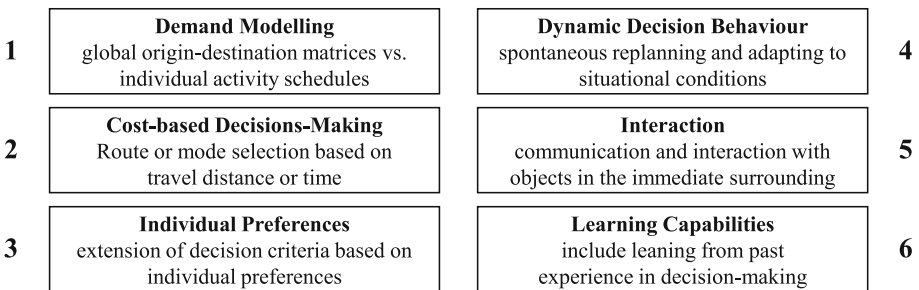 1
Demand Modelling
global origin-destination matrices vs.
individual activity schedules
2
Cost-based Decisions-Making
Route or mode selection based on
travel distance or time
3
Individual Preferences
extension of decision criteria based on
individual preferences
Dynamic Decision Behaviour
spontaneous replanning and adapting to
situational conditions
4
Interaction
communication and interaction with
objects in the immediate surrounding
5
Learning Capabilities
include leaning from past
experience in decision-making
6